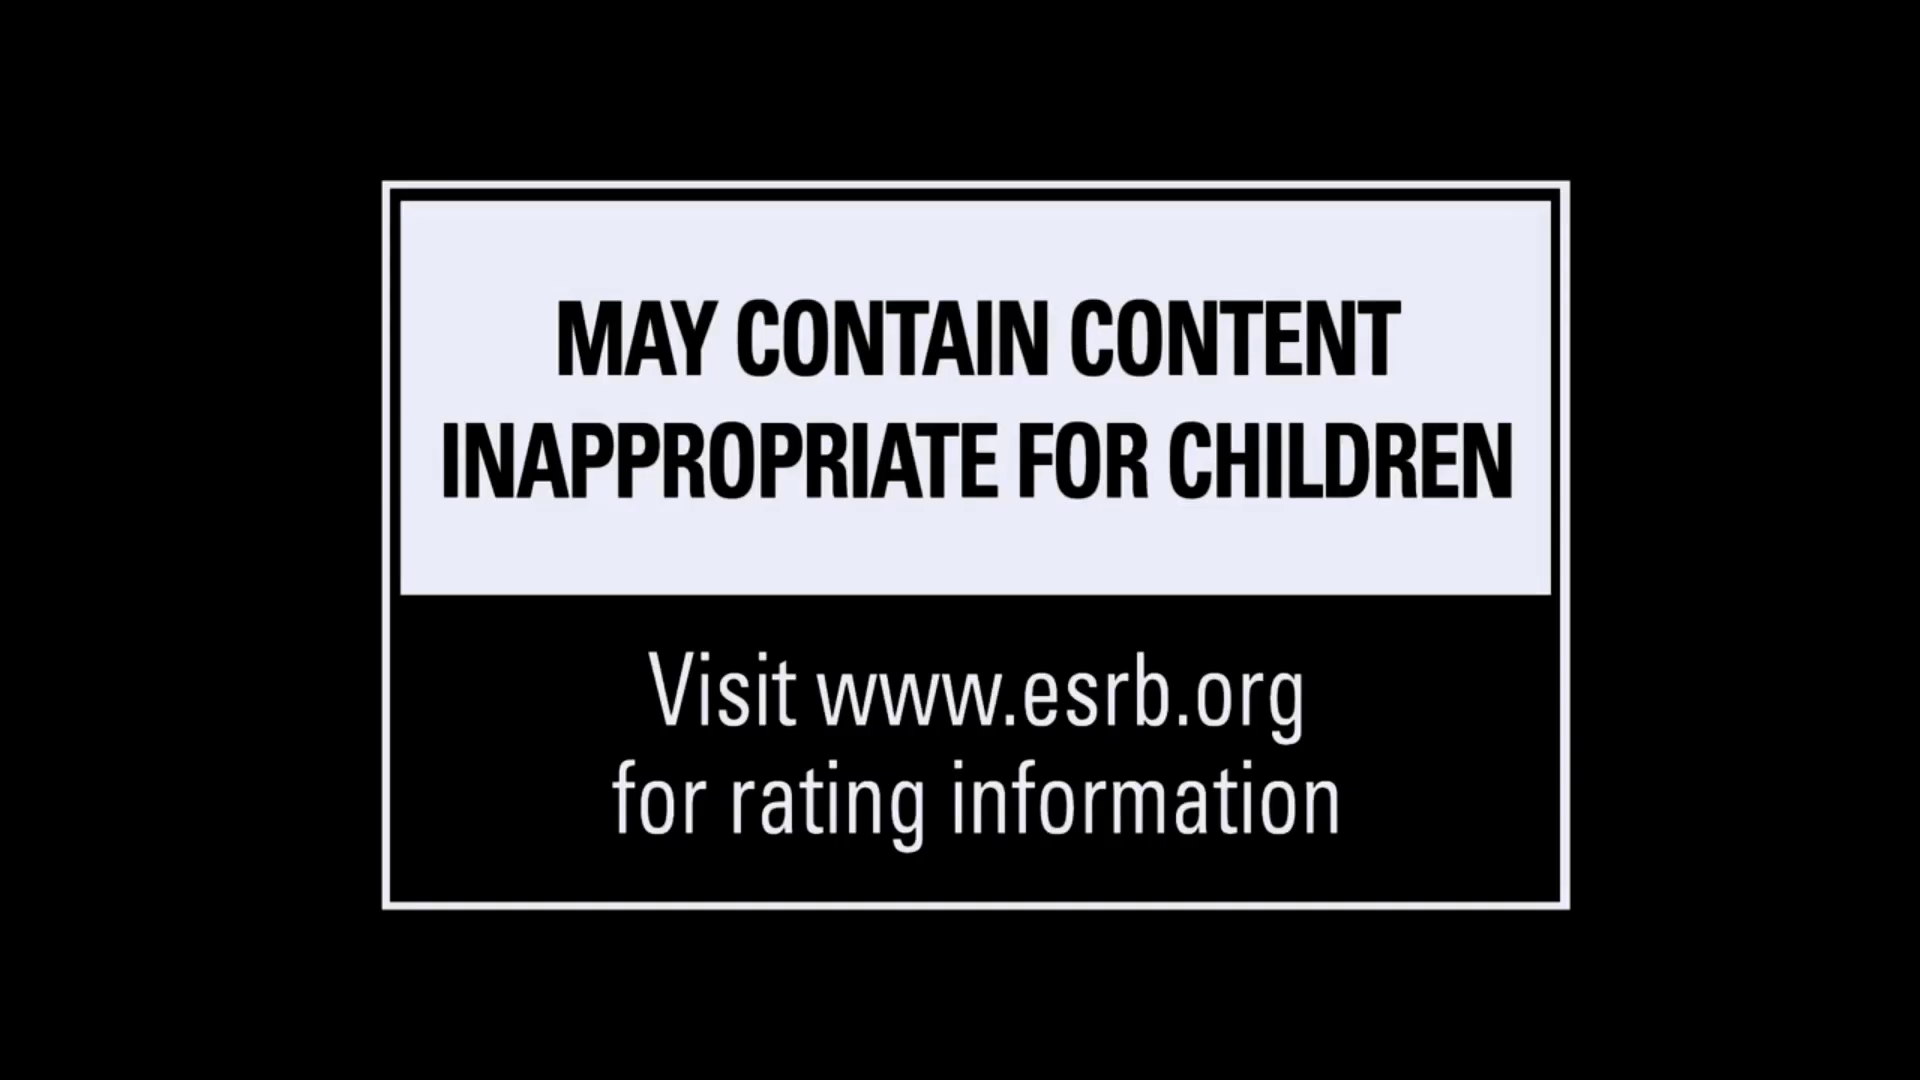 MAY CONTAIN CONTENT
INAPPROPRIATE FOR CHILDREN
Visit www.esrb.org
for rating information